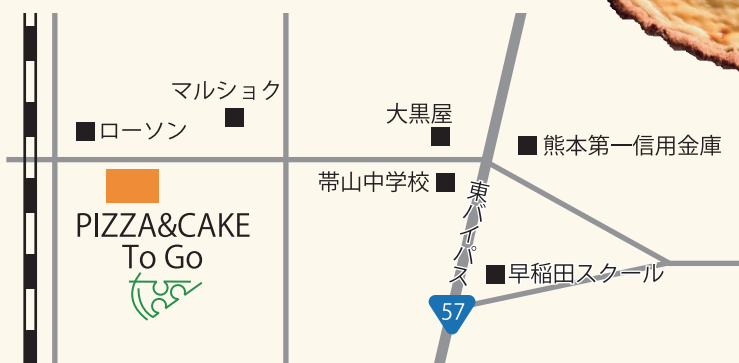 マルショク
ローソン
大黒屋
熊本第一信用金庫
帯山中学校
東バイパス
PIZZA&CAKE
To Go
早稲田スクール
57